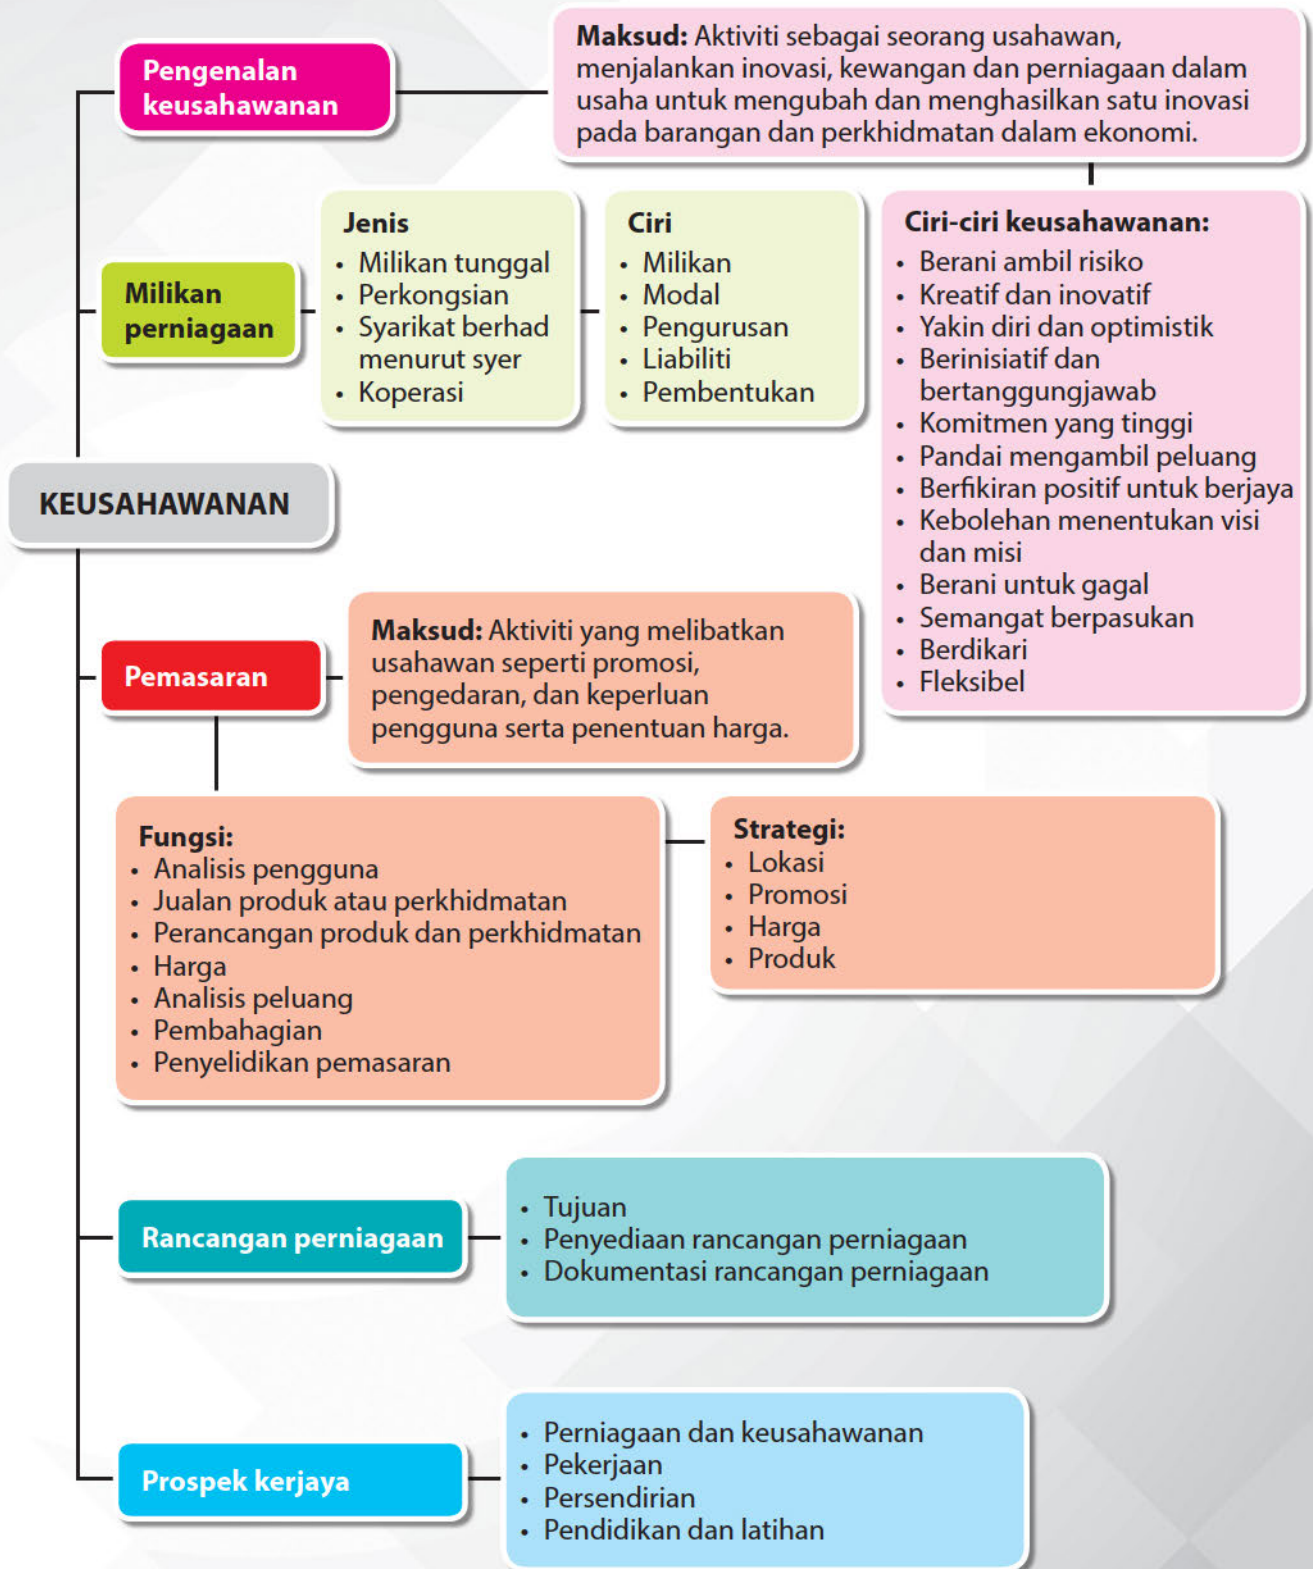 Pengenalan
keusahawanan
Maksud: Aktiviti sebagai seorang usahawan,
menjalankan inovasi, kewangan dan perniagaan dalam
usaha untuk mengubah dan menghasilkan satu inovasi
pada barangan dan perkhidmatan dalam ekonomi.
Ciri-ciri keusahawanan:
• Berani ambil risiko
• Kreatif dan inovatif
• Yakin diri dan optimistik
• Berinisiatif dan
bertanggungjawab
• Komitmen yang tinggi
• Pandai mengambil peluang
• Berfikiran positif untuk berjaya
• Kebolehan menentukan visi
dan misi
• Berani untuk gagal
• Semangat berpasukan
• Berdikari
• Fleksibel
Milikan
perniagaan
Jenis
• Milikan tunggal
• Perkongsian
• Syarikat berhad
menurut syer
• Koperasi
Ciri
• Milikan
• Modal
• Pengurusan
• Liabiliti
• Pembentukan
KEUSAHAWANAN
Pemasaran
Maksud: Aktiviti yang melibatkan
usahawan seperti promosi,
pengedaran, dan keperluan
pengguna serta penentuan harga.
Fungsi:
• Analisis pengguna
• Jualan produk atau perkhidmatan
• Perancangan produk dan perkhidmatan
• Harga
• Analisis peluang
• Pembahagian
• Penyelidikan pemasaran
Strategi:
• Lokasi
• Promosi
• Harga
• Produk
Rancangan perniagaan
• Tujuan
• Penyediaan rancangan perniagaan
• Dokumentasi rancangan perniagaan
Prospek kerjaya
• Perniagaan dan keusahawanan
• Pekerjaan
• Persendirian
• Pendidikan dan latihan